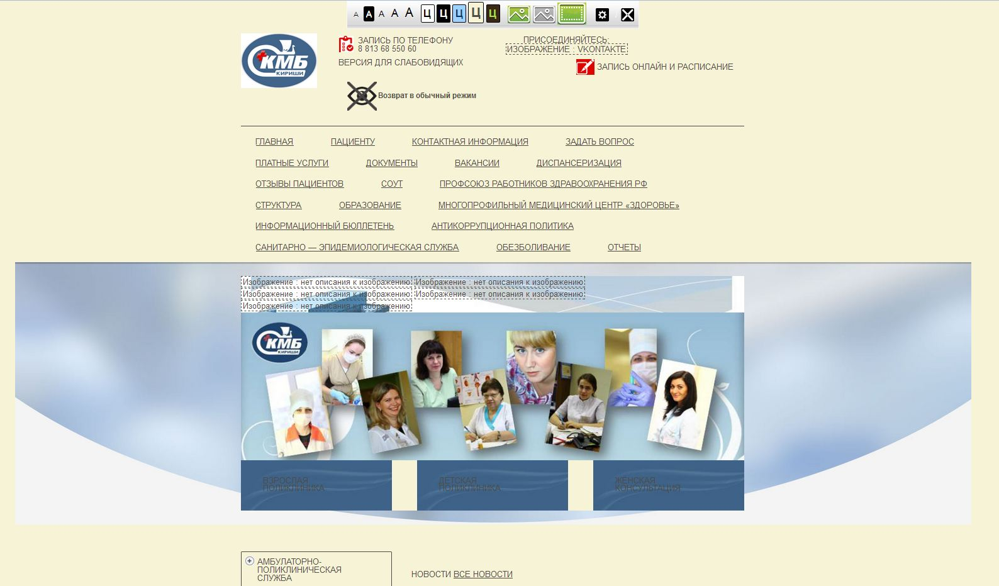 А А А А А Ц Ц Ц Ц Ц
КМБ
КИРИШИ
ЗАПИСЬ ПО ТЕЛЕФОНУ
8 813 68 550 60
ВЕРСИЯ ДЛЯ СЛАБОВИДЯЩИХ
ПРИСОЕДИНЯЙТЕСЬ:
ИЗОБРАЖЕНИЕ : VKONTAKTE
ЗАПИСЬ ОНЛАЙН И РАСПИСАНИЕ
Возврат в обычный режим
ГЛАВНАЯ ПАЦИЕНТУ КОНТАКТНАЯ ИНФОРМАЦИЯ ЗАДАТЬ ВОПРОС
ПЛАТНЫЕ УСЛУГИ ДОКУМЕНТЫ ВАКАНСИИ ДИСПАНСЕРИЗАЦИЯ
ОТЗЫВЫ ПАЦИЕНТОВ СОУТ ПРОФСОЮЗ РАБОТНИКОВ ЗДРАВООХРАНЕНИЯ РФ
СТРУКТУРА ОБРАЗОВАНИЕ МНОГОПРОФИЛЬНЫЙ МЕДИЦИНСКИЙ ЦЕНТР «ЗДОРОВЬЕ»
ИНФОРМАЦИОННЫЙ БЮЛЛЕТЕНЬ АНТИКОРРУПЦИОННАЯ ПОЛИТИКА
САНИТАРНО — ЭПИДЕМИОЛОГИЧЕСКАЯ СЛУЖБА ОБЕЗБОЛИВАНИЕ ОТЧЕТЫ
Изображение : нет описания к изображению Изображение : нет описания к изображению
Изображение : нет описания к изображению Изображение : нет описания к изображению
Изображение : нет описания к изображению
КМБ
КИРИШИ
ВЗРОСЛАЯ
ПОЛИКЛИНИКА
ДЕТСКАЯ
ПОЛИКЛИНИКА
ЖЕНСКАЯ
КОНСУЛЬТАЦИЯ
АМБУЛАТОРНО-
ПОЛИКЛИНИЧЕСКАЯ
СЛУЖБА
НОВОСТИ ВСЕ НОВОСТИ